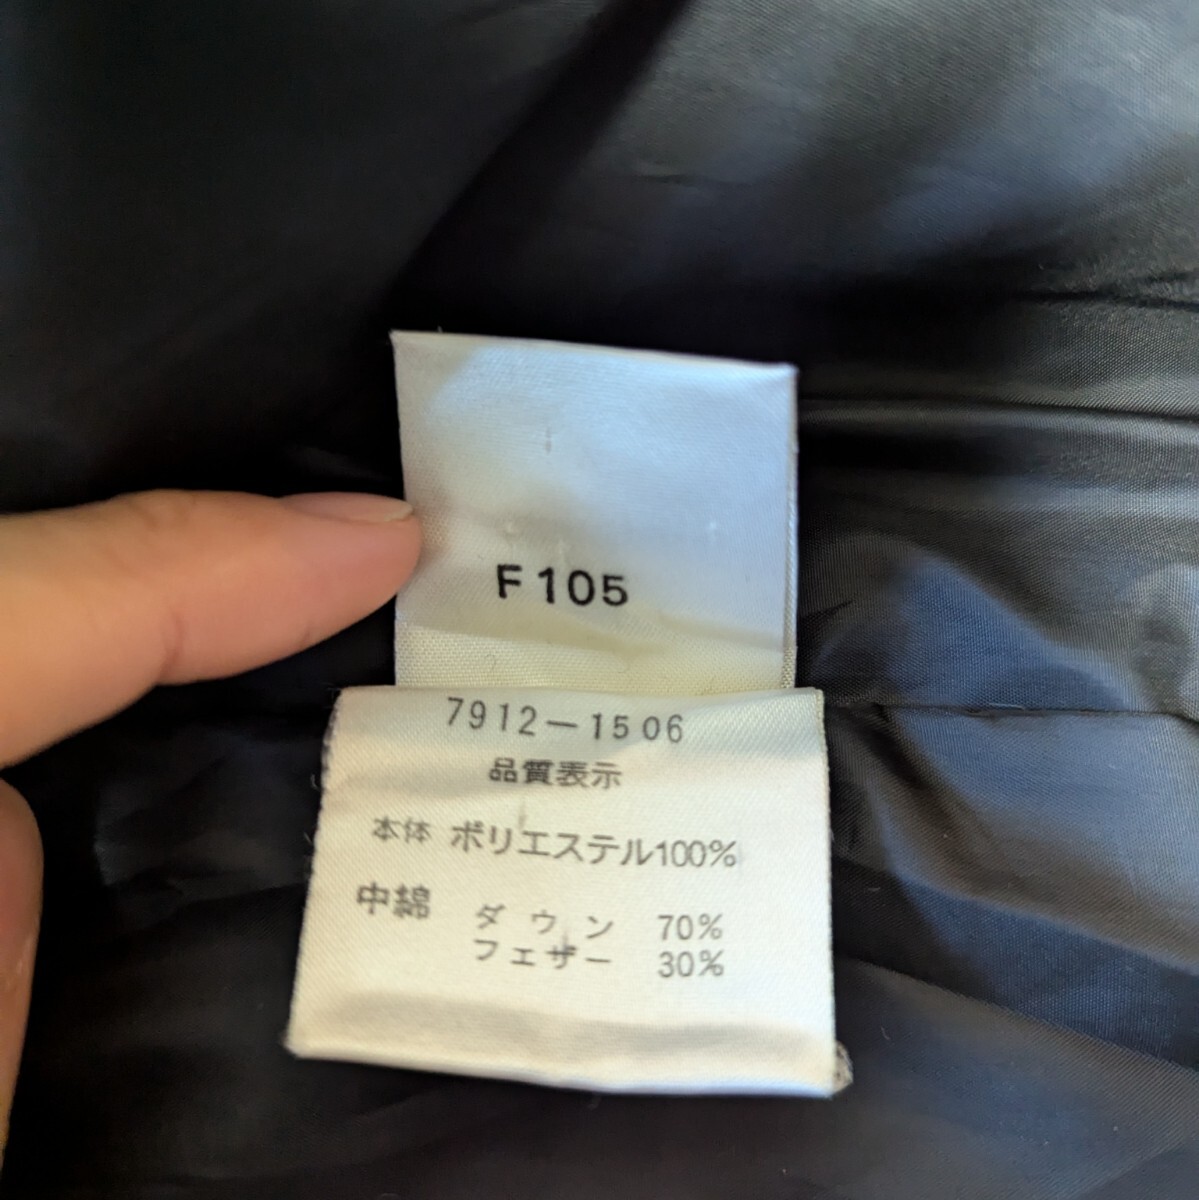 F105
7912-1506
品質表示
本体 ポリエステル100%
中綿 ダウン 70%
フェザー 30%